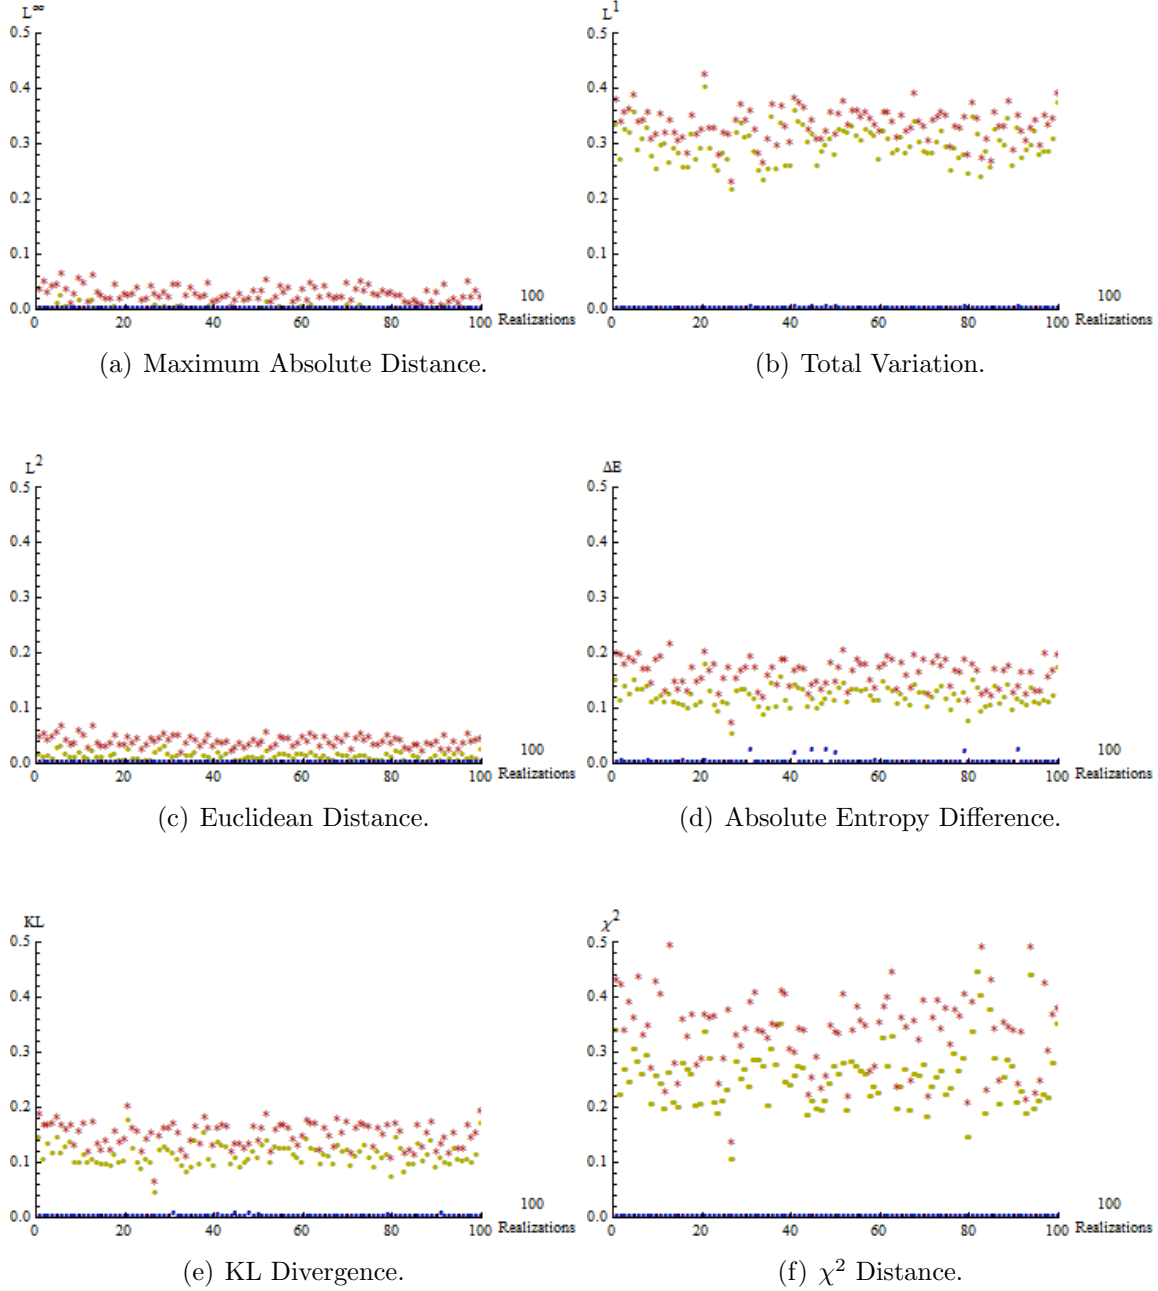 L∞
0.5
0.4
0.3
0.2
0.1
0.0
0 20 40 60 80 100
100
Realizations
(a) Maximum Absolute Distance.
L1
0.5
0.4
0.3
0.2
0.1
0.0
0 20 40 60 80 100
100
Realizations
(b) Total Variation.
L2
0.5
0.4
0.3
0.2
0.1
0.0
0 20 40 60 80 100
100
Realizations
(c) Euclidean Distance.
ΔE
0.5
0.4
0.3
0.2
0.1
0.0
0 20 40 60 80 100
100
Realizations
(d) Absolute Entropy Difference.
KL
0.5
0.4
0.3
0.2
0.1
0.0
0 20 40 60 80 100
100
Realizations
(e) KL Divergence.
χ2
0.5
0.4
0.3
0.2
0.1
0.0
0 20 40 60 80 100
100
Realizations
(f) χ2 Distance.